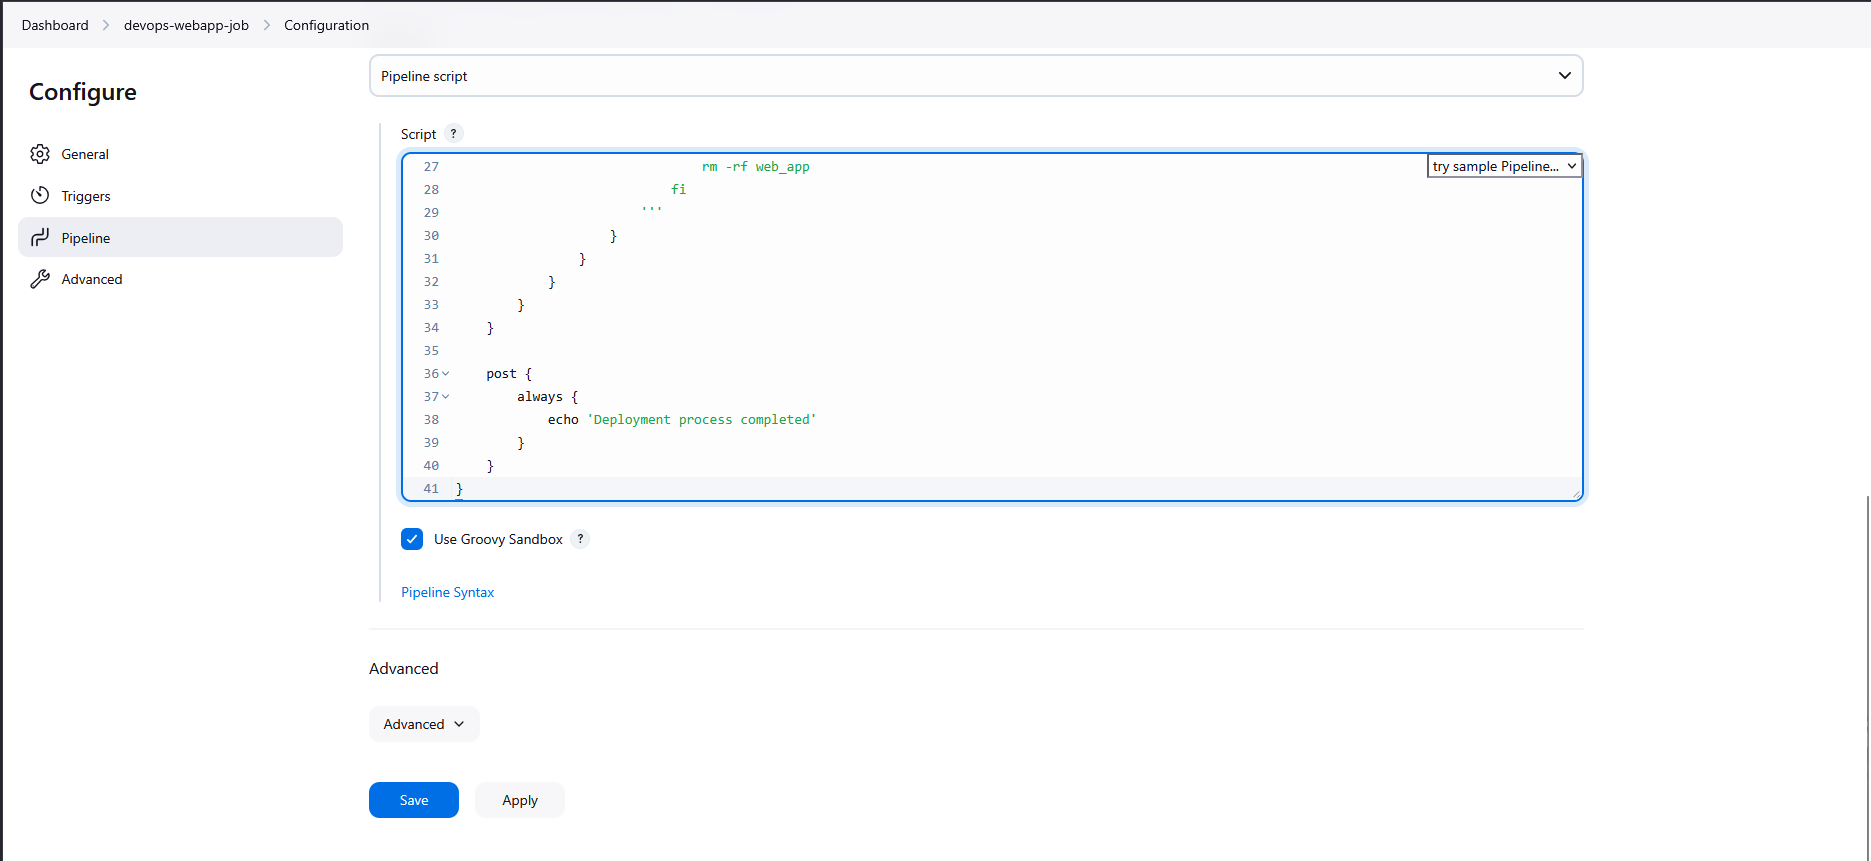 Dashboard > devops-webapp-job > Configuration
Configure
General
Triggers
Pipeline
Advanced
Pipeline script
Script ?
try sample Pipeline...
27 rm -rf web_app
28 fi
29 '''
30 }
31 }
32 }
33 }
34 }
35
36 post {
37 always {
38 echo 'Deployment process completed'
39 }
40 }
41 }
Use Groovy Sandbox ?
Pipeline Syntax
Advanced
Advanced
Save Apply